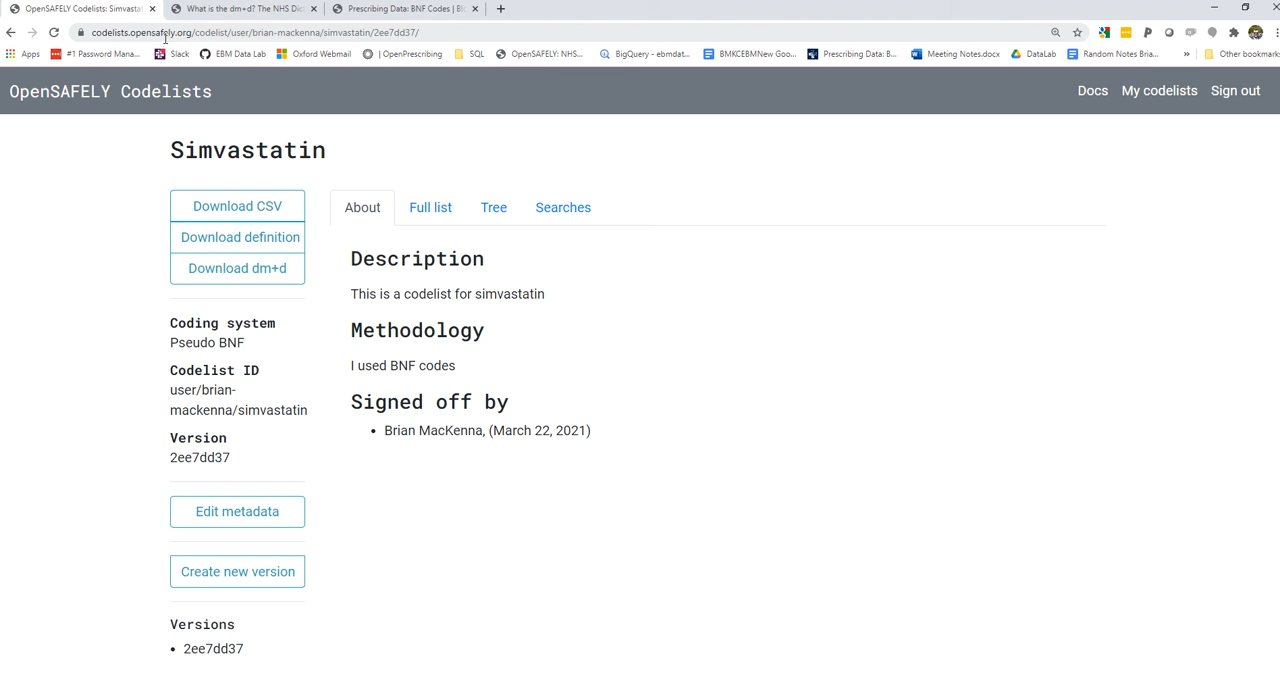 OpenSAFELY Codelists: Simvastat
What is the dm+d? The NHS Dic
Prescribing Data: BNF Codes | Bl
codelists.opensafely.org/codelist/user/brian-mackenna/simvastatin/2ee7dd37/
Apps
#1 Password Mana...
Slack
EBM Data Lab
Oxford Webmail
| OpenPrescribing
SQL
OpenSAFELY: NHS...
BigQuery - ebmdat...
BMKCEBMNew Goo...
Prescribing Data: B...
Meeting Notes.docx
DataLab
Random Notes Bria...
»
Other bookmarks
OpenSAFELY Codelists
Docs
My codelists
Sign out
Simvastatin
Download CSV
Download definition
Download dm+d
Coding system
Pseudo BNF
Codelist ID
user/brian-
mackenna/simvastatin
Version
2ee7dd37
Edit metadata
Create new version
Versions
• 2ee7dd37
About
Full list
Tree
Searches
Description
This is a codelist for simvastatin
Methodology
I used BNF codes
Signed off by
• Brian MacKenna, (March 22, 2021)